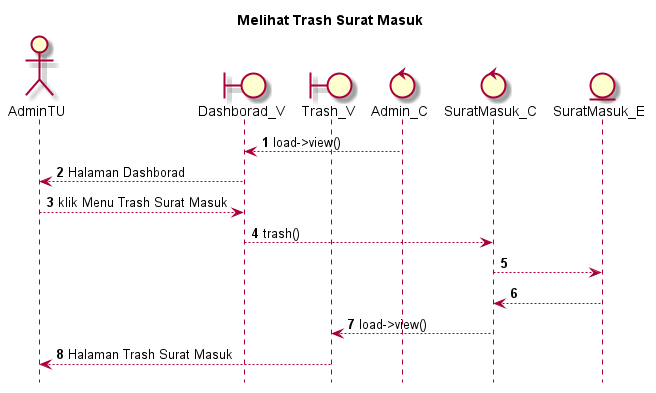 Melihat Trash Surat Masuk
AdminTU
Dashborad_V
Trash_V
Admin_C
SuratMasuk_C
SuratMasuk_E
1 load->view()
2 Halaman Dashborad
3 klik Menu Trash Surat Masuk
4 trash()
5
6
7 load->view()
8 Halaman Trash Surat Masuk